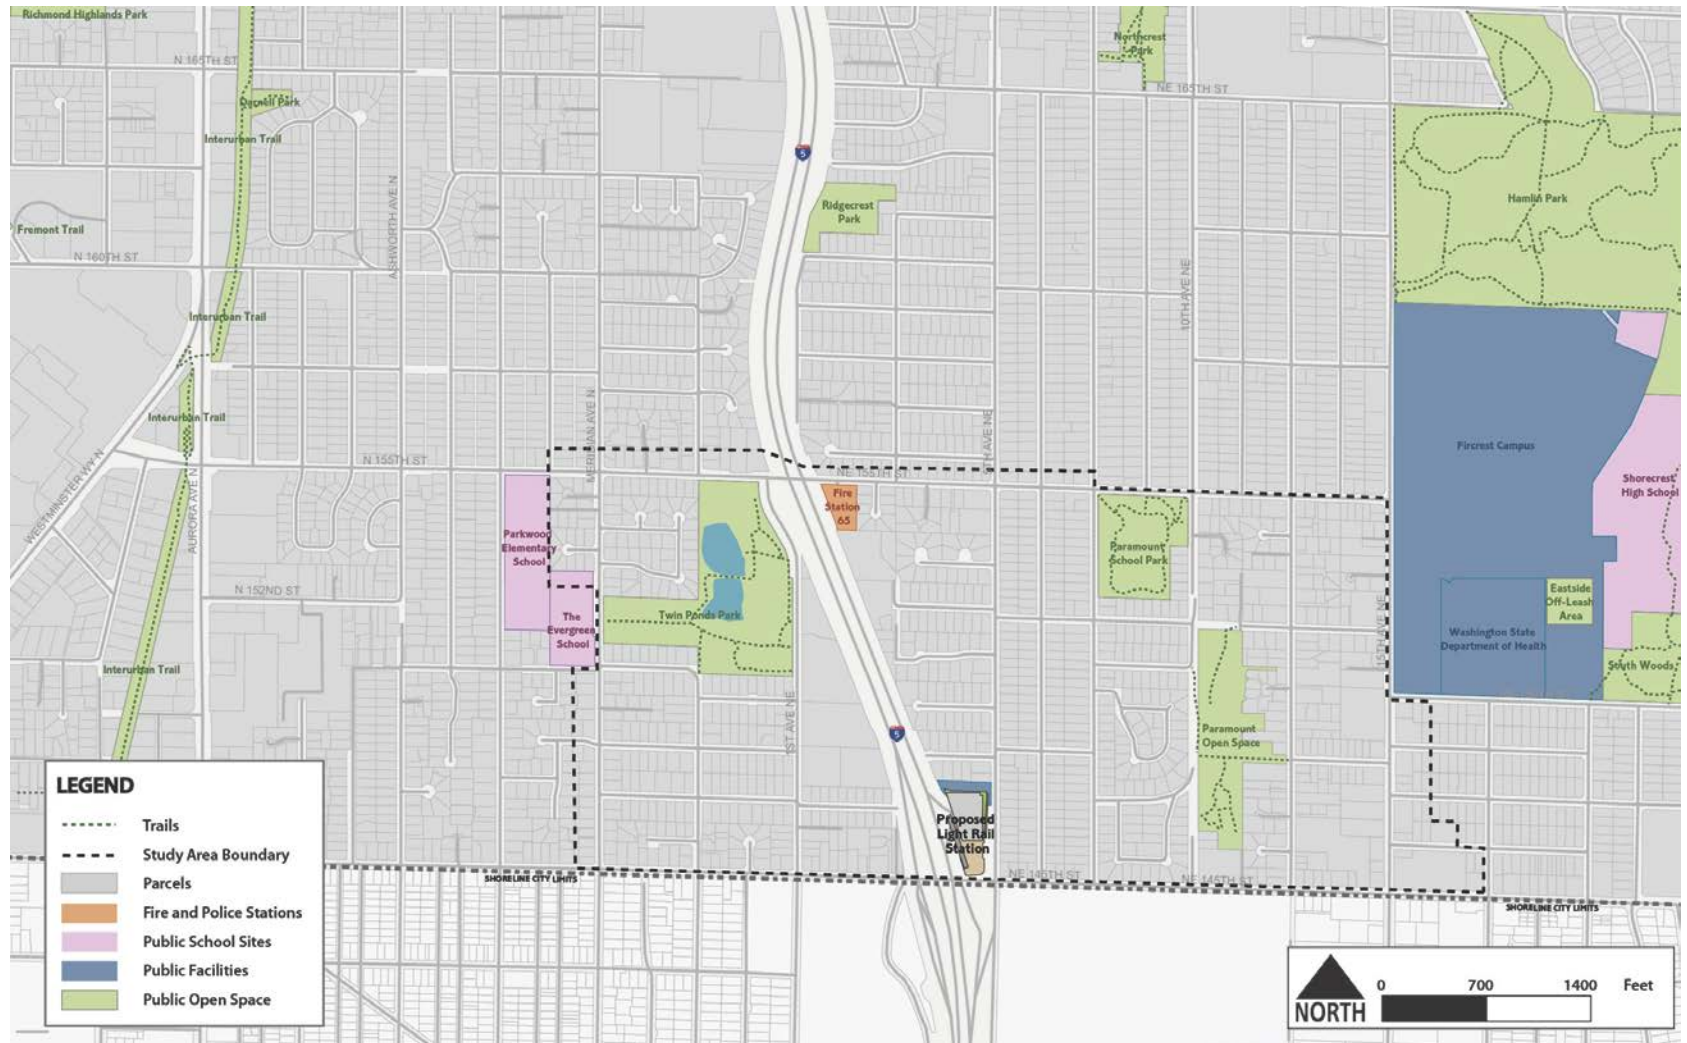 Richmond Highlands Park
N 165TH ST
Darnell Park
Interurban Trail
Northcrest
Park
NE 165TH ST
5
ASHWORTH AVE N
Ridgecrest
Park
Hamlin Park
Fremont Trail
N 160TH ST
10TH AVE NE
Interurban Trail
Interurban Trail
MERIDIAN AVE N
5TH AVE NE
Fircrest Campus
WESTMINSTER WY N
AURORA AVE N
N 155TH ST
NE 155TH ST
Fire
Station
65
Shorecrest
High School
Parkwood
Elementary
School
Paramount
School Park
N 152ND ST
The
Evergreen
School
Twin Ponds Park
15TH AVE NE
Eastside
Off-Leash
Area
Washington State
Department of Health
Interurban Trail
South Woods
1ST AVE NE
5
Paramount
Open Space
Proposed
Light Rail
Station
NE 145TH ST
NE 145TH ST
SHORELINE CITY LIMITS
SHORELINE CITY LIMITS
LEGEND
Trails
Study Area Boundary
Parcels
Fire and Police Stations
Public School Sites
Public Facilities
Public Open Space
NORTH
0 700 1400 Feet